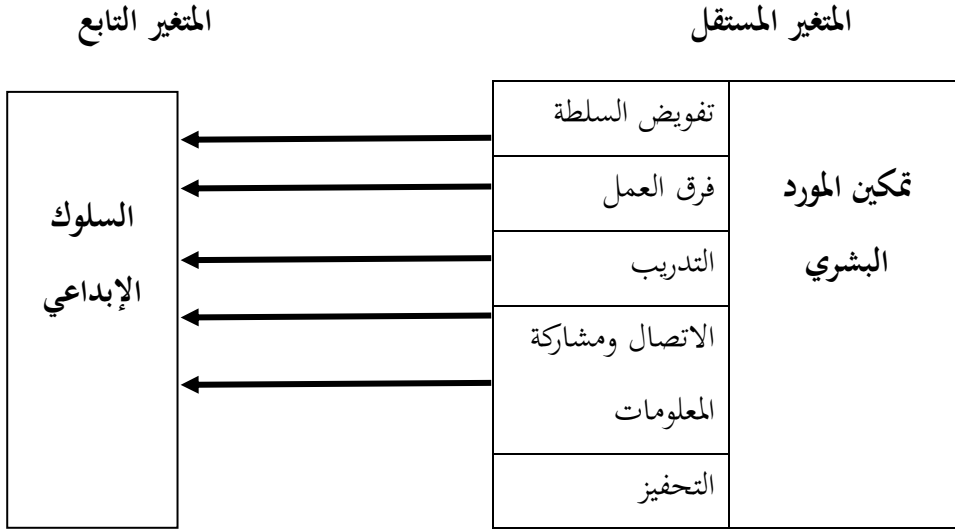 المتغير المستقل
المتغير التابع
تمكين المورد
البشري
تفويض السلطة
فرق العمل
التدريب
الاتصال ومشاركة
المعلومات
التحفيز
السلوك
الإبداعي